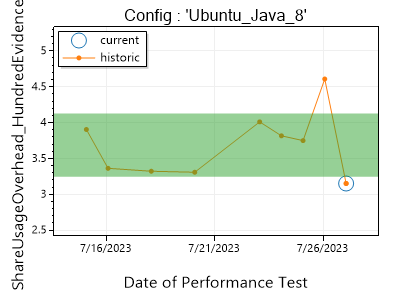 Config : 'Ubuntu_Java_8'
current
historic
ShareUsageOverhead_HundredEvidence
5
4.5
4
3.5
3
2.5
7/16/2023
7/21/2023
7/26/2023
Date of Performance Test